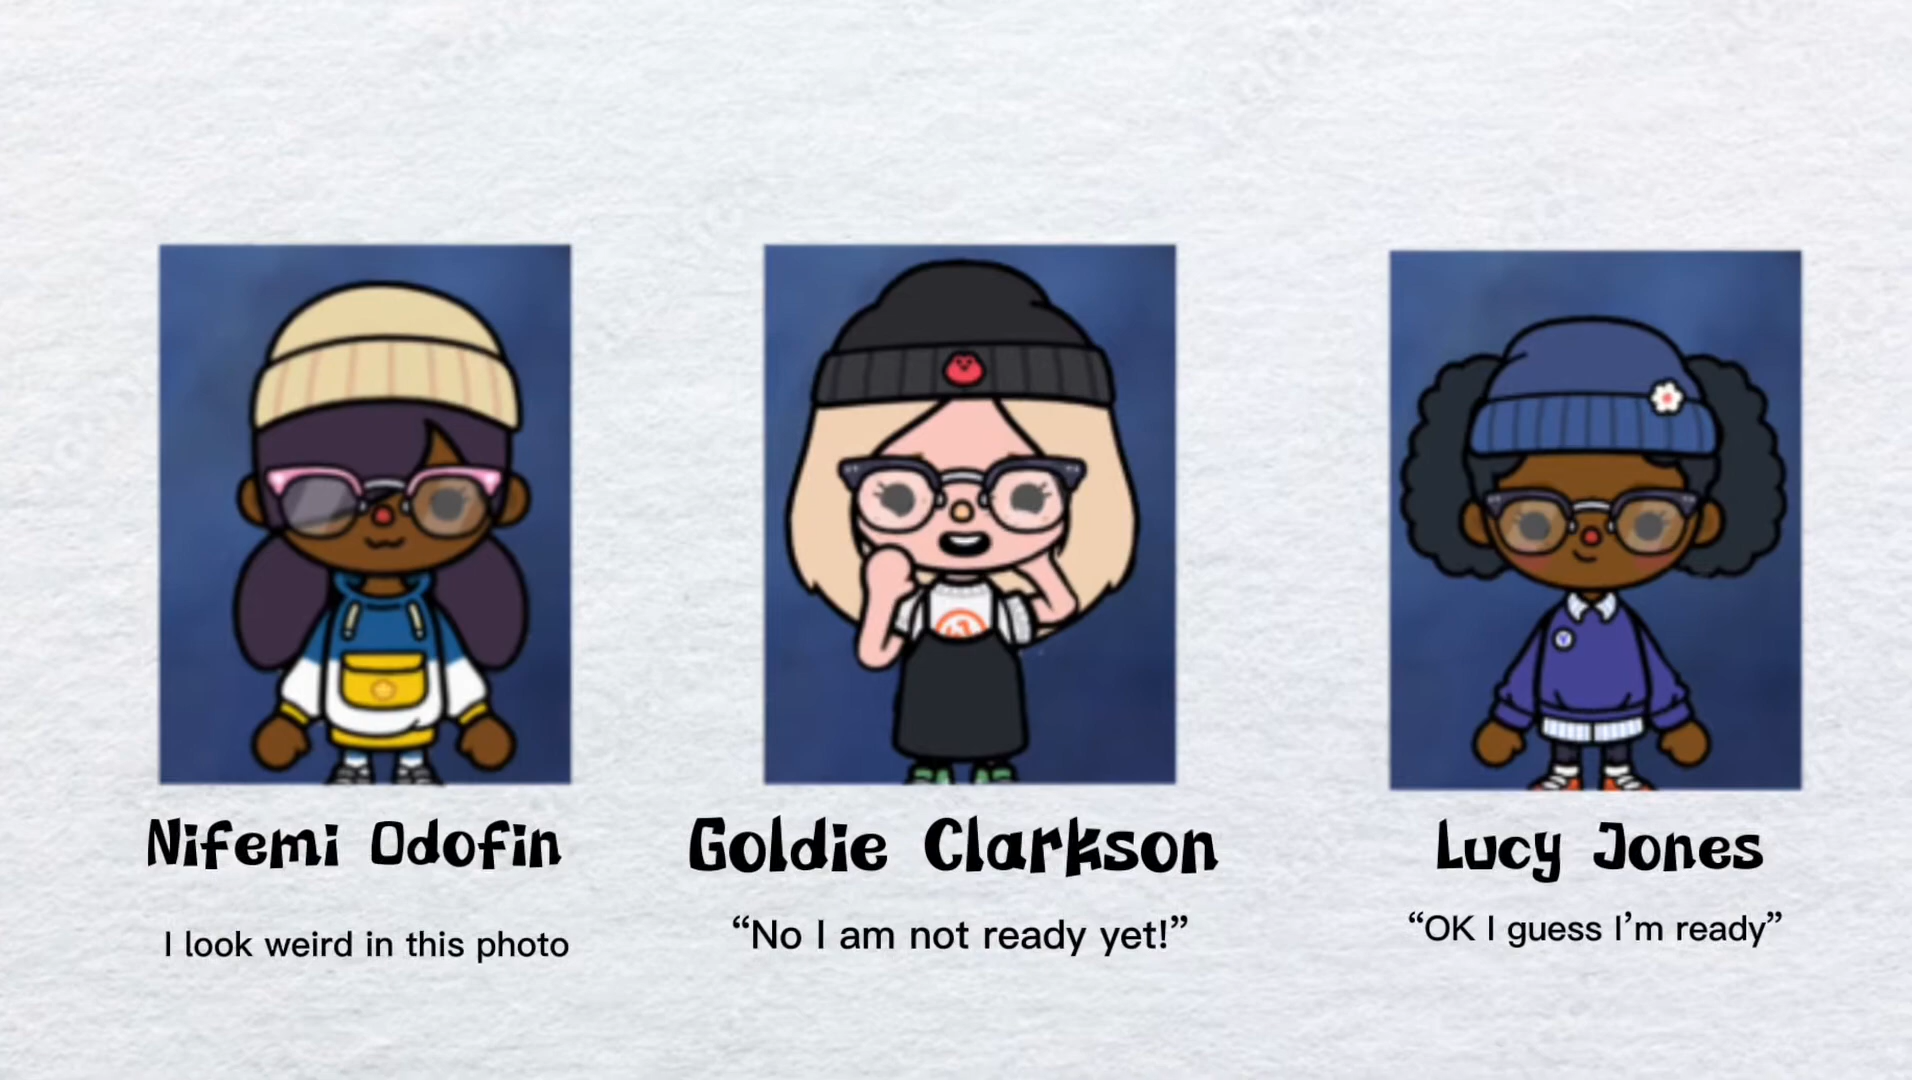 Nifemi Odofin
Goldie Clarkson
Lucy Jones
I look weird in this photo
“No I am not ready yet!”
“OK I guess I’m ready”